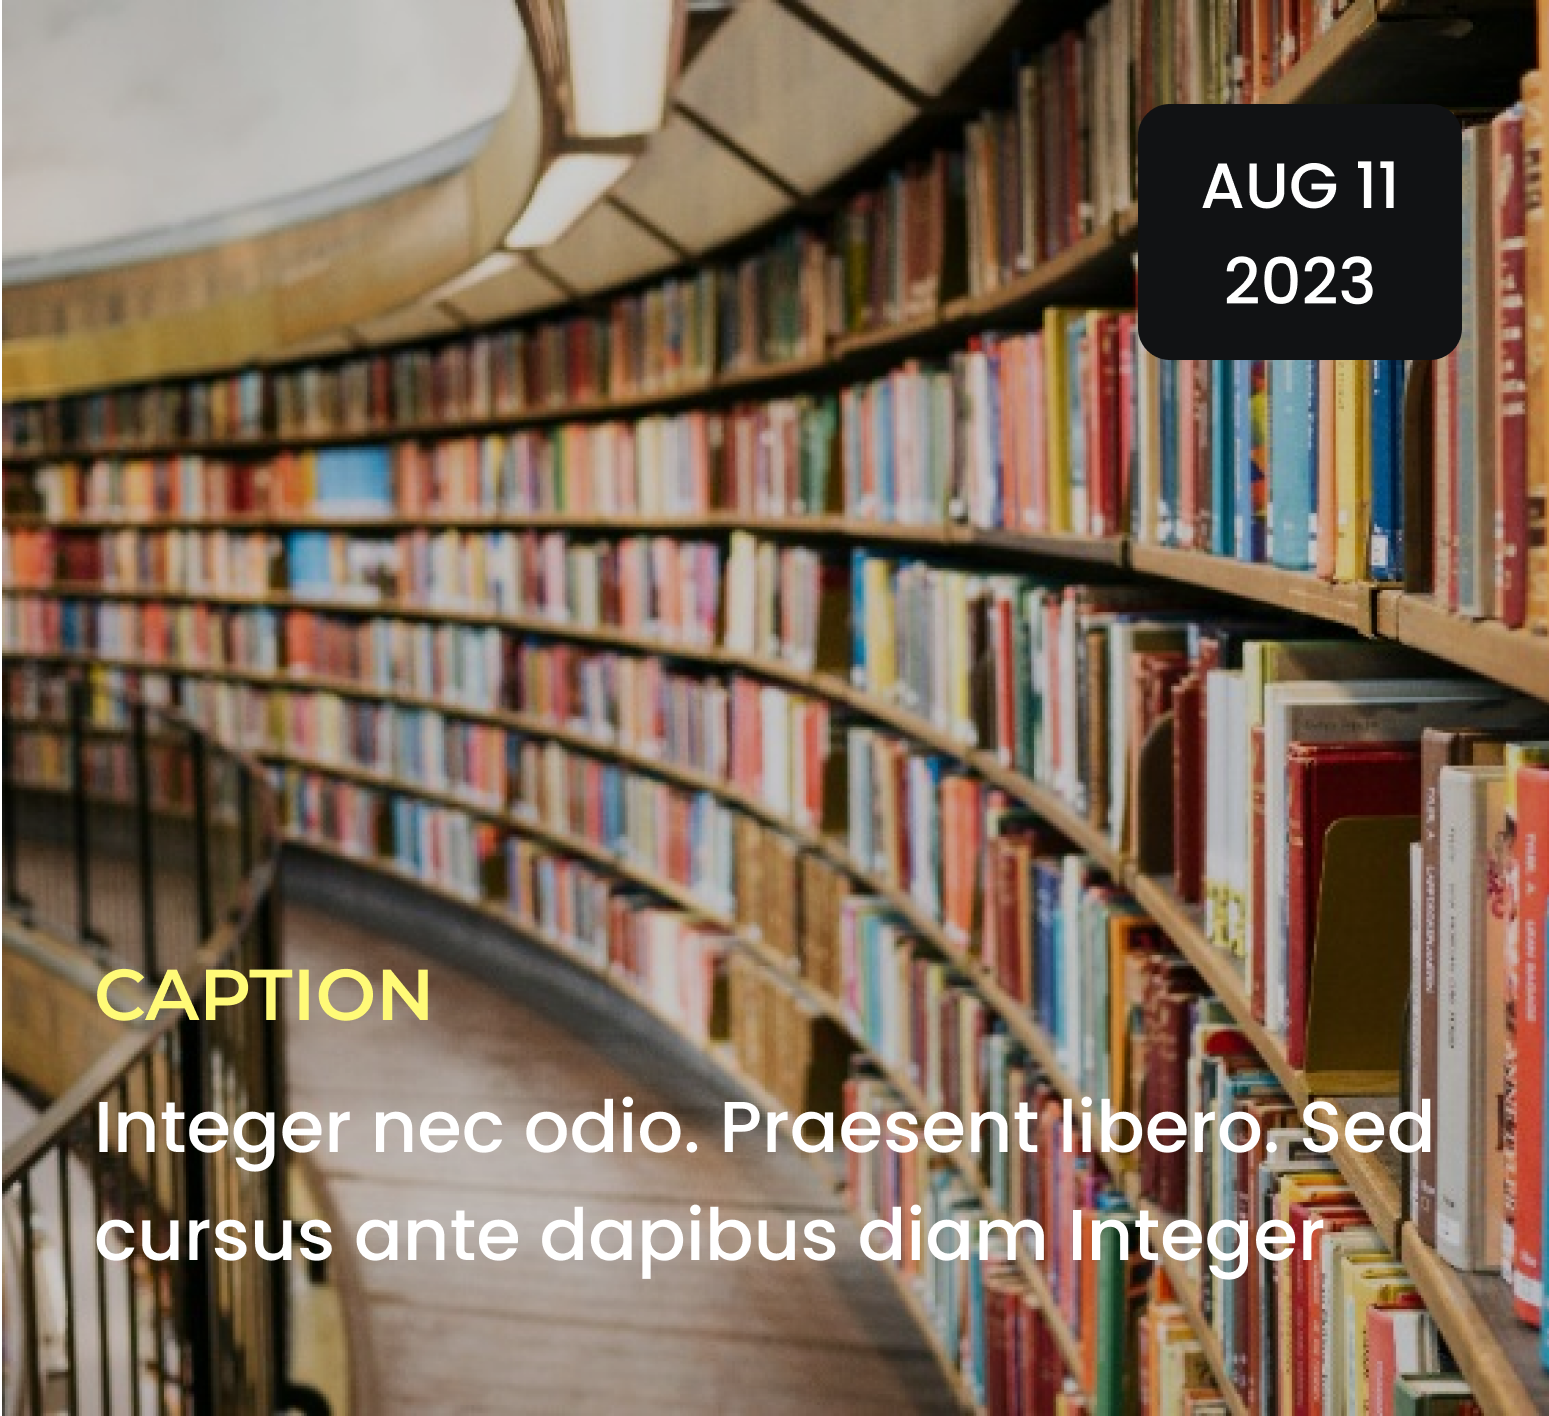 AUG 11
2023
CAPTION
Integer nec odio. Praesent libero. Sed
cursus ante dapibus diam Integer